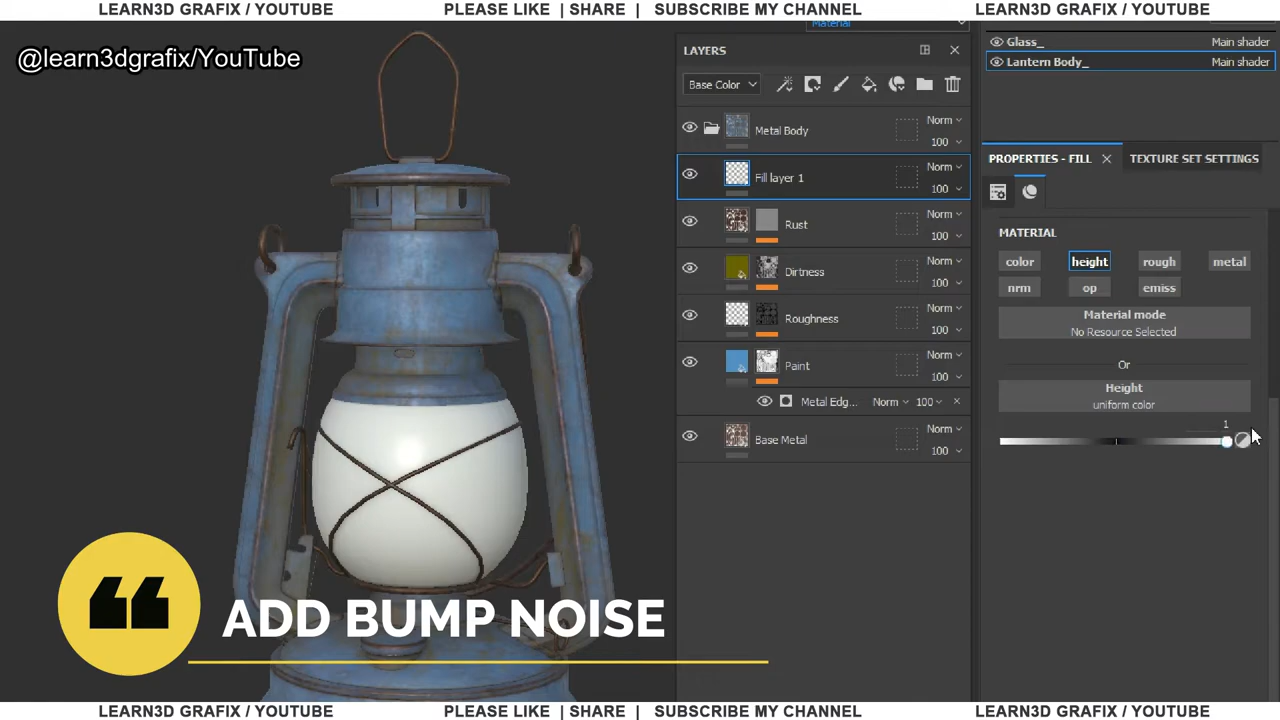 LEARN3D GRAFIX / YOUTUBE PLEASE LIKE | SHARE | SUBSCRIBE MY CHANNEL LEARN3D GRAFIX / YOUTUBE
@learn3dgrafix/YouTube
Material
LAYERS
Base Color
Metal Body Norm
100
Fill layer 1 Norm
100
Rust Norm
100
Dirtness Norm
100
Roughness Norm
100
Paint Norm
100
Metal Edg... Norm 100
Base Metal Norm
100
Glass_ Main shader
Lantern Body_ Main shader
PROPERTIES - FILL TEXTURE SET SETTINGS
MATERIAL
color height rough metal
nrm op emiss
Material mode
No Resource Selected
Or
Height
uniform color
1
ADD BUMP NOISE
LEARN3D GRAFIX / YOUTUBE PLEASE LIKE | SHARE | SUBSCRIBE MY CHANNEL LEARN3D GRAFIX / YOUTUBE